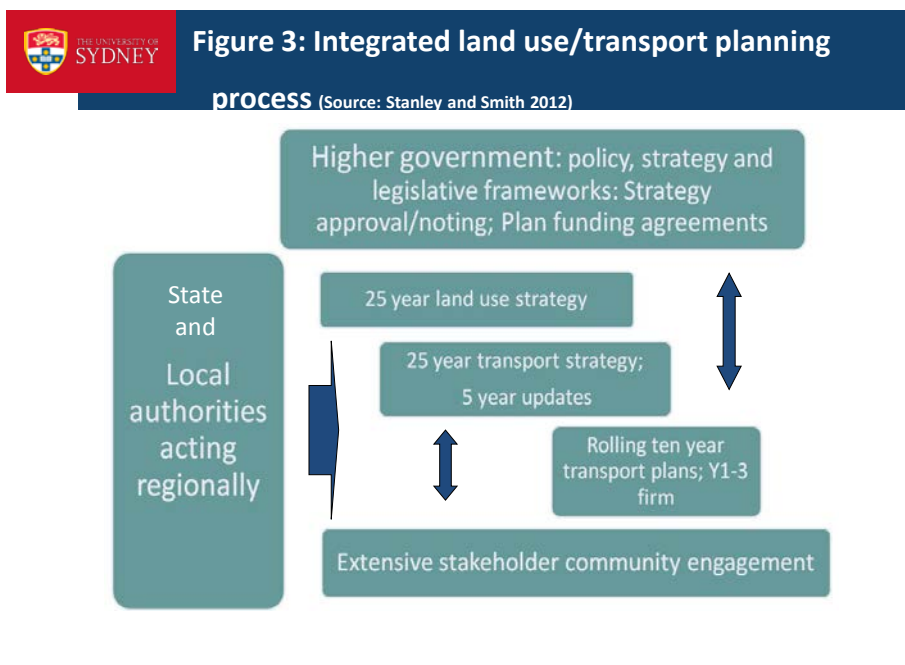 THE UNIVERSITY OF
SYDNEY
Figure 3: Integrated land use/transport planning
process (Source: Stanley and Smith 2012)
Higher government: policy, strategy and
legislative frameworks: Strategy
approval/noting; Plan funding agreements
State
and
Local
authorities
acting
regionally
25 year land use strategy
25 year transport strategy;
5 year updates
Rolling ten year
transport plans; Y1-3
firm
Extensive stakeholder community engagement